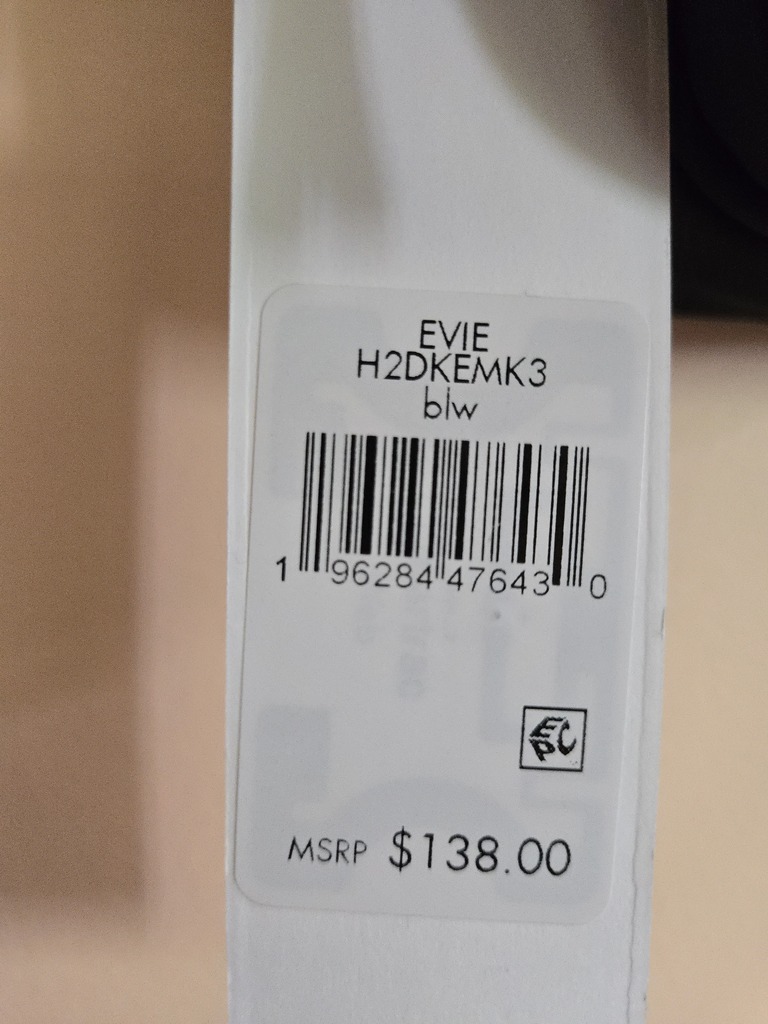 EVIE
H2DKEMK3
blw
1 96284 47643 0
EPC
MSRP $138.00